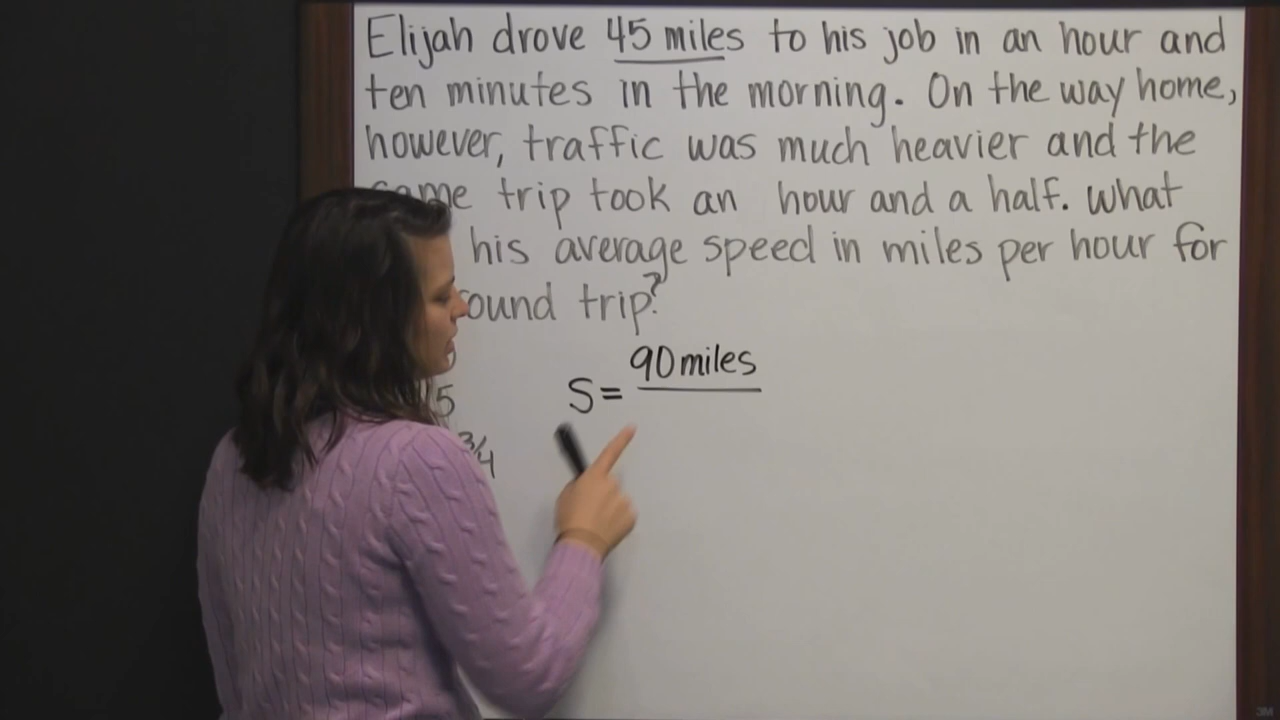 Elijah drove 45 miles to his job in an hour and
ten minutes in the morning. On the way home,
however, traffic was much heavier and the
same trip took an hour and a half. What
his average speed in miles per hour for
round trip?
90 miles
S=
5
3/4
3M